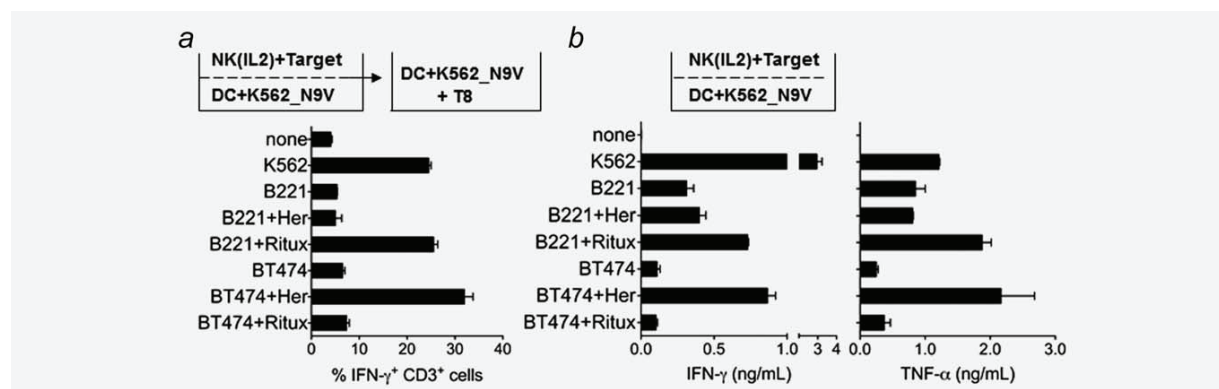 a
NK(IL2)+Target
DC+K562_N9V
DC+K562_N9V
+ T8
none
K562
B221
B221+Her
B221+Ritux
BT474
BT474+Her
BT474+Ritux
0 10 20 30 40
% IFN-γ⁺ CD3⁺ cells
b
NK(IL2)+Target
DC+K562_N9V
none
K562
B221
B221+Her
B221+Ritux
BT474
BT474+Her
BT474+Ritux
0.0 0.5 1.0 3 4
IFN-γ (ng/mL)
0.0 1.0 2.0 3.0
TNF-α (ng/mL)